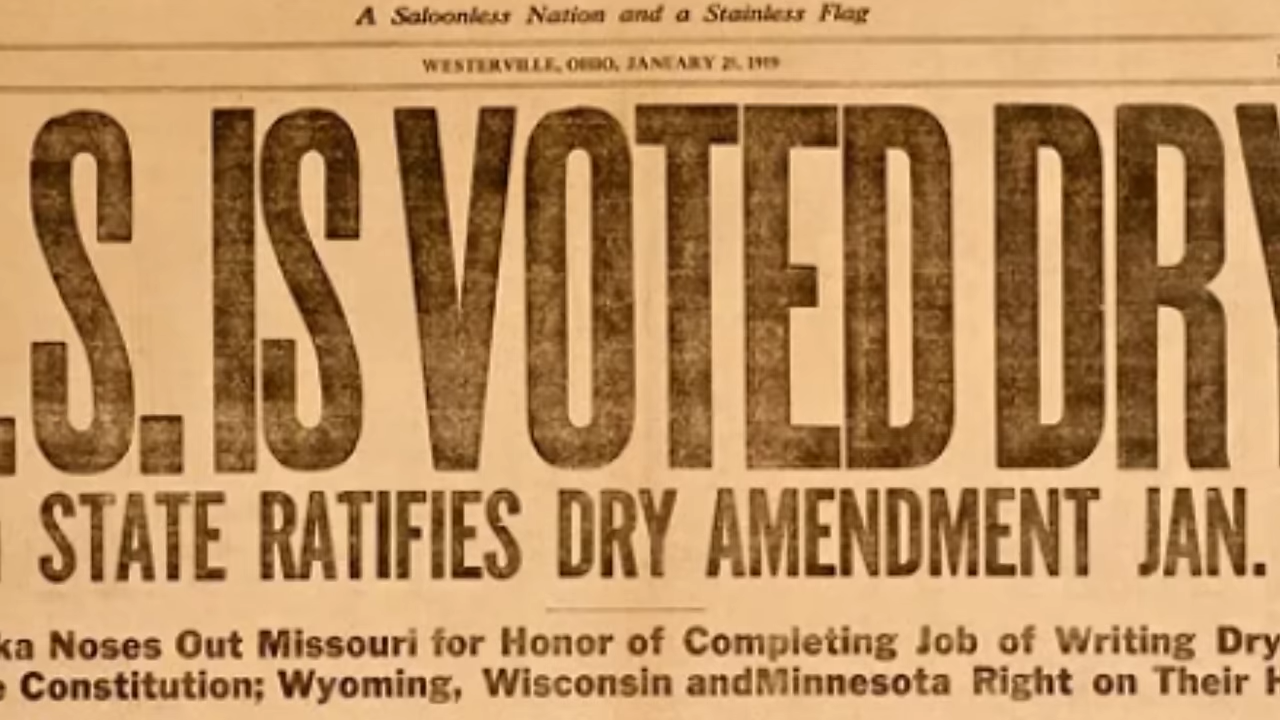 A Saloonless Nation and a Stainless Flag
WESTERVILLE, OHIO, JANUARY 25, 1919
.S. IS VOTED DRY
STATE RATIFIES DRY AMENDMENT JAN.
ka Noses Out Missouri for Honor of Completing Job of Writing Dry
e Constitution; Wyoming, Wisconsin andMinnesota Right on Their H